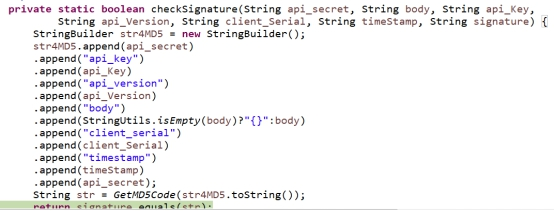 private static boolean checkSignature(String api_secret, String body, String api_Key,
String api_Version, String client_Serial, String timeStamp, String signature) {
StringBuilder str4MD5 = new StringBuilder();
str4MD5.append(api_secret)
.append("api_key")
.append(api_Key)
.append("api_version")
.append(api_Version)
.append("body")
.append(StringUtils.isEmpty(body)?"{}":body)
.append("client_serial")
.append(client_Serial)
.append("timestamp")
.append(timeStamp)
.append(api_secret);
String str = GetMD5Code(str4MD5.toString());
return signature.equals(str);